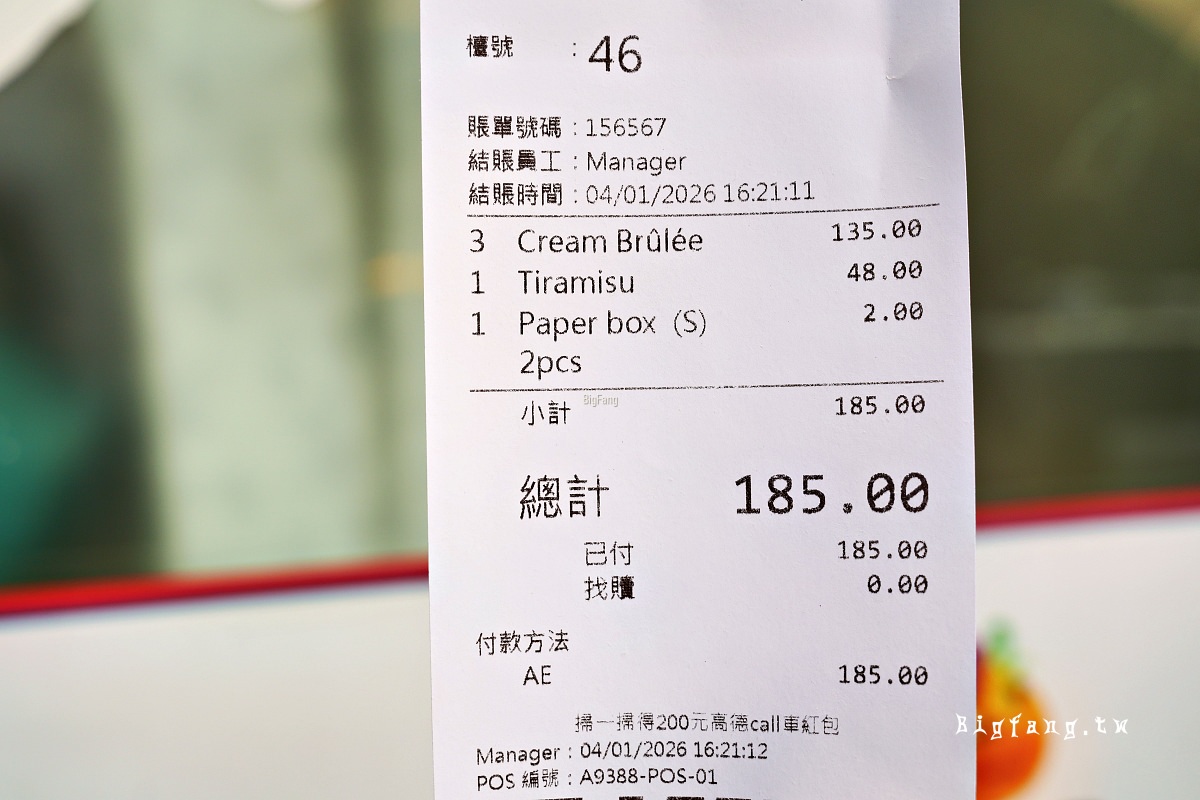 檯號 : 46
賬單號碼 : 156567
結賬員工 : Manager
結賬時間 : 04/01/2026 16:21:11
3 Cream Brûlée 135.00
1 Tiramisu 48.00
1 Paper box (S) 2.00
2pcs
小計 185.00
BigFang
總計 185.00
已付 185.00
找贖 0.00
付款方法
AE 185.00
掃一掃得200元高德call車紅包
Bigfang.tw
Manager : 04/01/2026 16:21:12
POS 編號 : A9388-POS-01